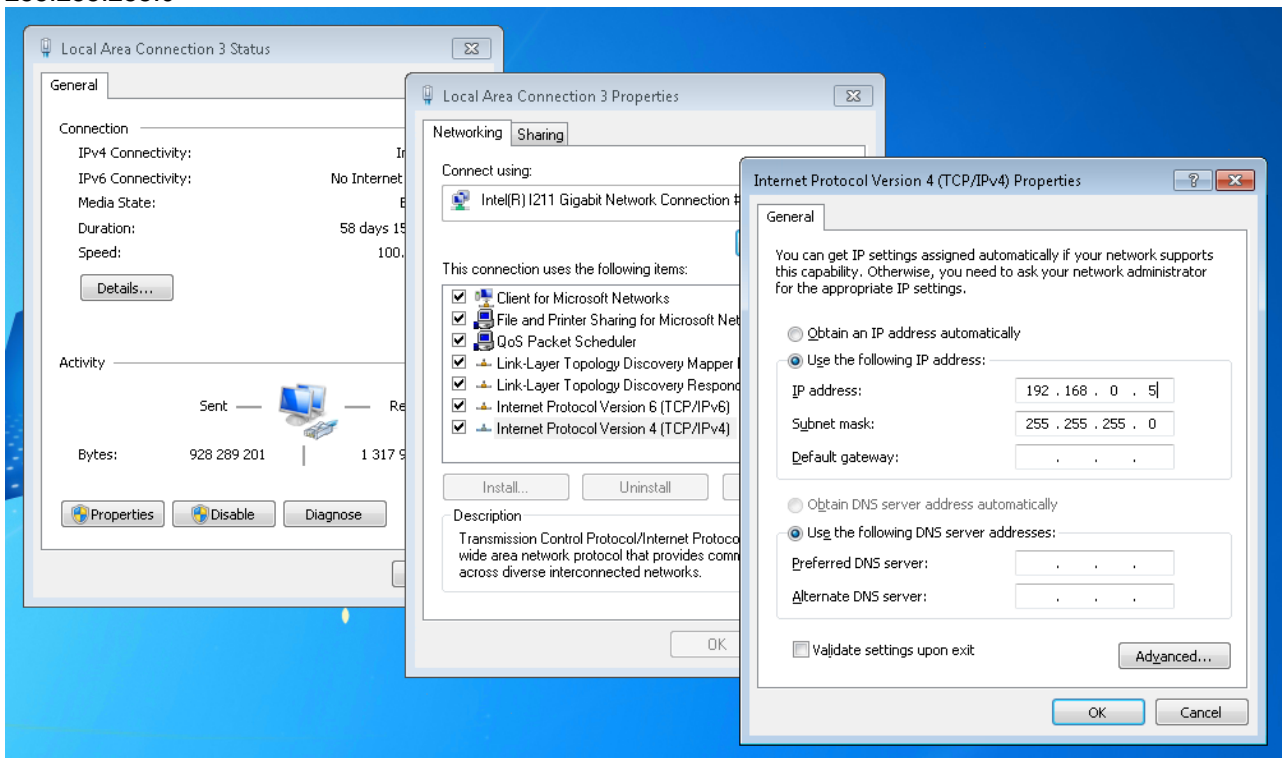 Local Area Connection 3 Status
General
Connection
IPv4 Connectivity:
IPv6 Connectivity: No Internet
Media State:
Duration: 58 days 15
Speed: 100.
Details...
Activity
Sent
Bytes: 928 289 201 1 317 9
Properties Disable Diagnose
Local Area Connection 3 Properties
Networking Sharing
Connect using:
Intel(R) I211 Gigabit Network Connection #
This connection uses the following items:
Client for Microsoft Networks
File and Printer Sharing for Microsoft Net
QoS Packet Scheduler
Link-Layer Topology Discovery Mapper
Link-Layer Topology Discovery Respond
Internet Protocol Version 6 (TCP/IPv6)
Internet Protocol Version 4 (TCP/IPv4)
Install... Uninstall
Description
Transmission Control Protocol/Internet Protoco
wide area network protocol that provides comm
across diverse interconnected networks.
OK
Internet Protocol Version 4 (TCP/IPv4) Properties
General
You can get IP settings assigned automatically if your network supports
this capability. Otherwise, you need to ask your network administrator
for the appropriate IP settings.
Obtain an IP address automatically
Use the following IP address:
IP address: 192 . 168 . 0 . 5
Subnet mask: 255 . 255 . 255 . 0
Default gateway: . . .
Obtain DNS server address automatically
Use the following DNS server addresses:
Preferred DNS server: . . .
Alternate DNS server: . . .
Validate settings upon exit
Advanced...
OK Cancel